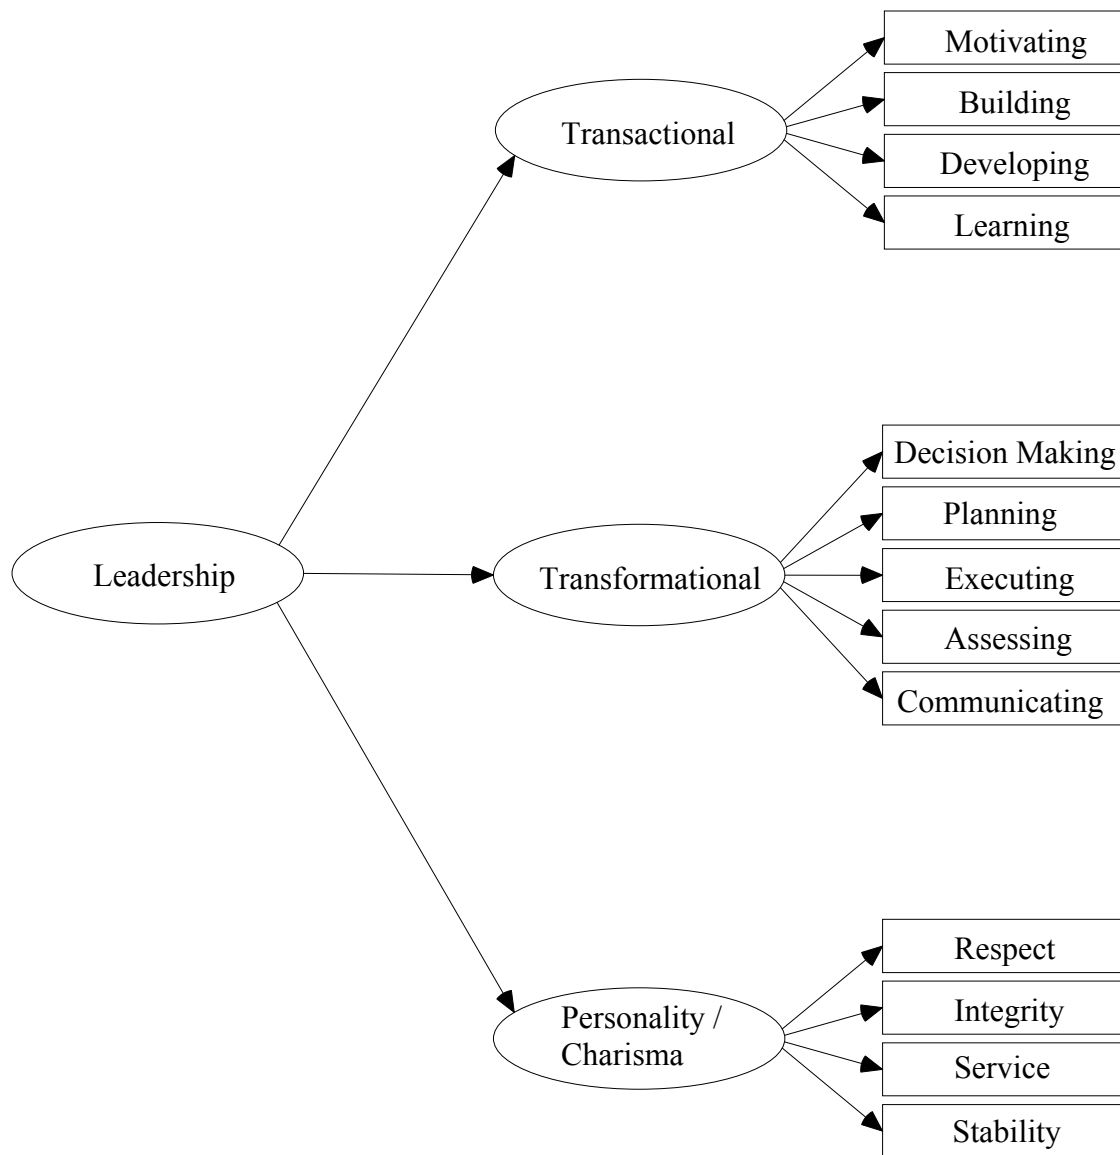 Leadership
Transactional
Motivating
Building
Developing
Learning
Transformational
Decision Making
Planning
Executing
Assessing
Communicating
Personality /
Charisma
Respect
Integrity
Service
Stability